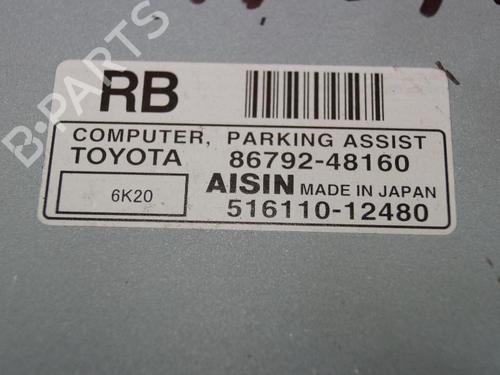 RB
COMPUTER, PARKING ASSIST
TOYOTA 86792-48160
6K20 AISIN MADE IN JAPAN
516110-12480
B-PARTS